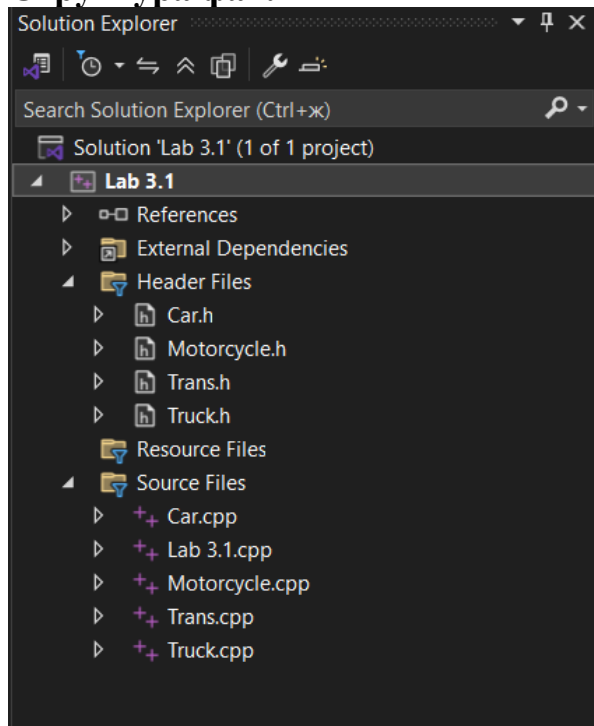 Solution Explorer
Search Solution Explorer (Ctrl+ж)
Solution 'Lab 3.1' (1 of 1 project)
Lab 3.1
References
External Dependencies
Header Files
Car.h
Motorcycle.h
Trans.h
Truck.h
Resource Files
Source Files
Car.cpp
Lab 3.1.cpp
Motorcycle.cpp
Trans.cpp
Truck.cpp